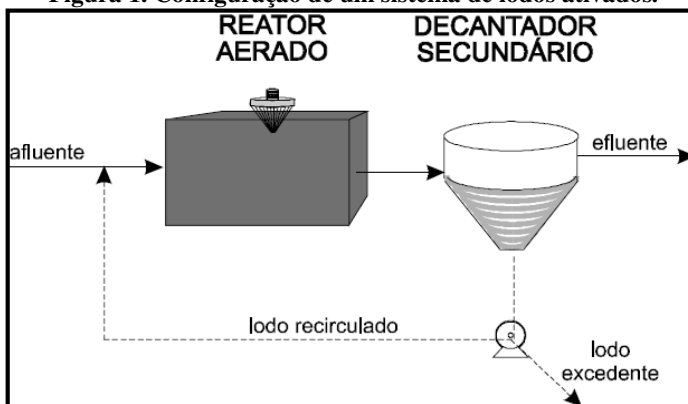 Figura 1. Configuração de um sistema de lodos ativados.
REATOR
AERADO
DECANTADOR
SECUNDÁRIO
afluente
efluente
lodo recirculado
lodo
excedente